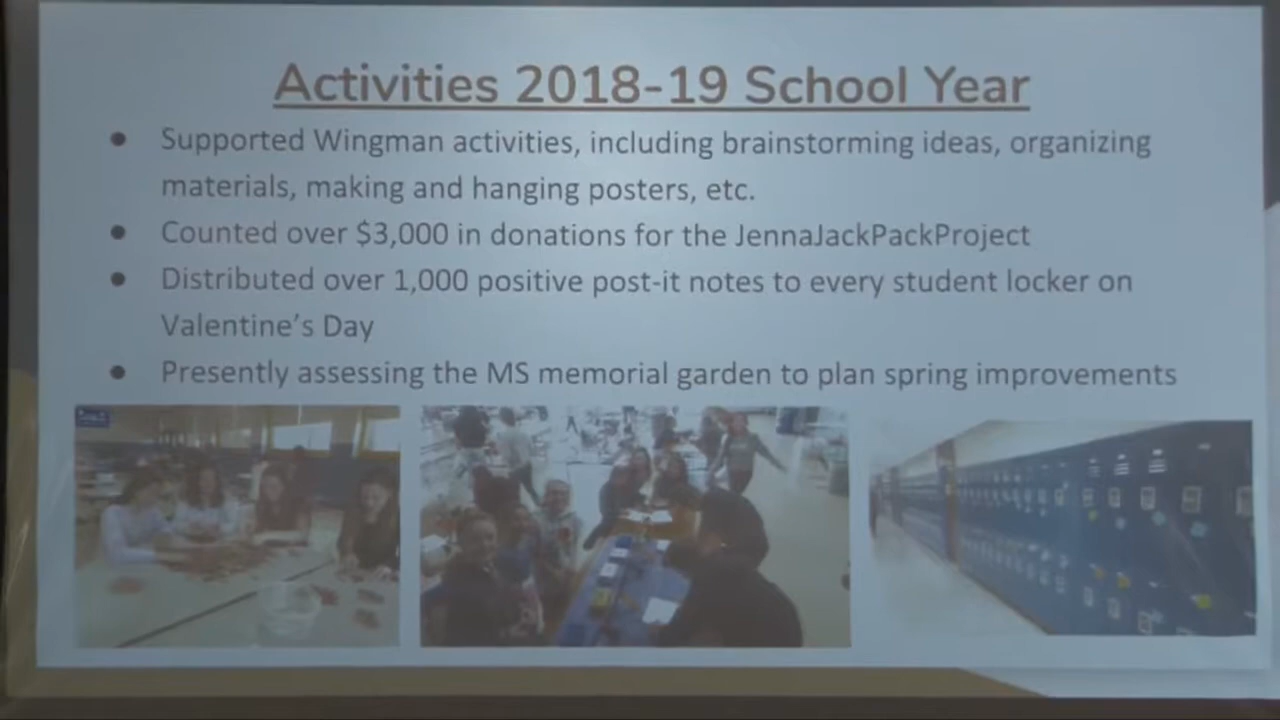 Activities 2018-19 School Year
● Supported Wingman activities, including brainstorming ideas, organizing
materials, making and hanging posters, etc.
● Counted over $3,000 in donations for the JennaJackPackProject
● Distributed over 1,000 positive post-it notes to every student locker on
Valentine's Day
● Presently assessing the MS memorial garden to plan spring improvements